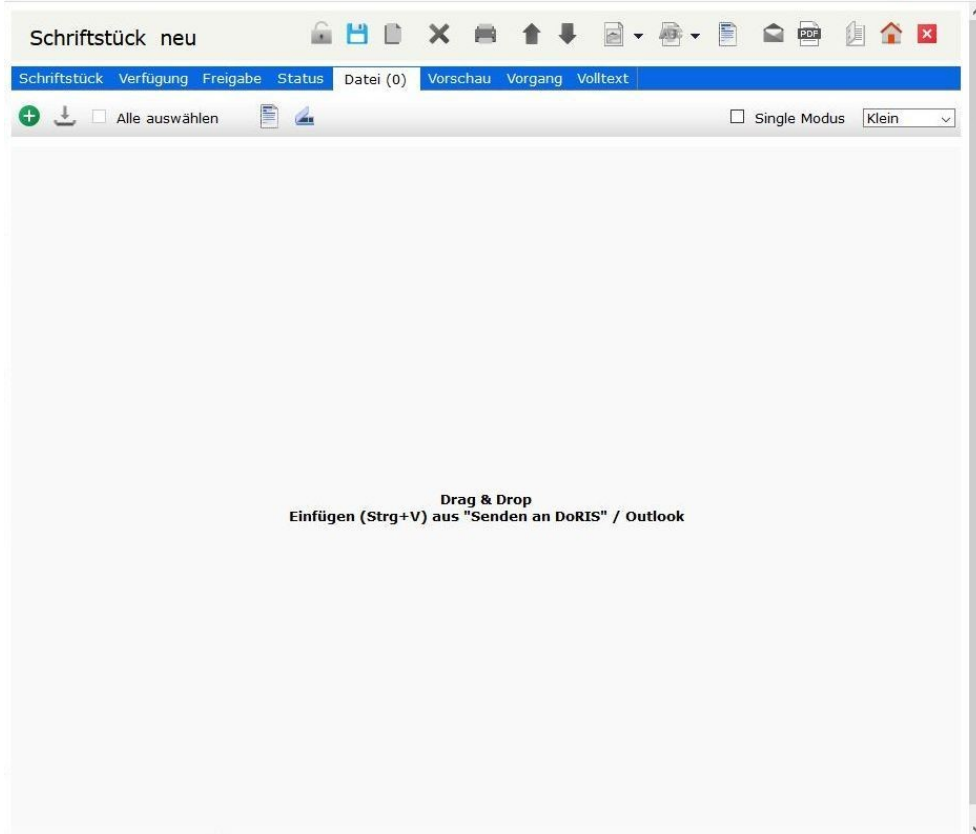 Schriftstück neu
PDF
Schriftstück Verfügung Freigabe Status Datei (0) Vorschau Vorgang Volltext
Alle auswählen Single Modus Klein
Drag & Drop
Einfügen (Strg+V) aus "Senden an DoRIS" / Outlook